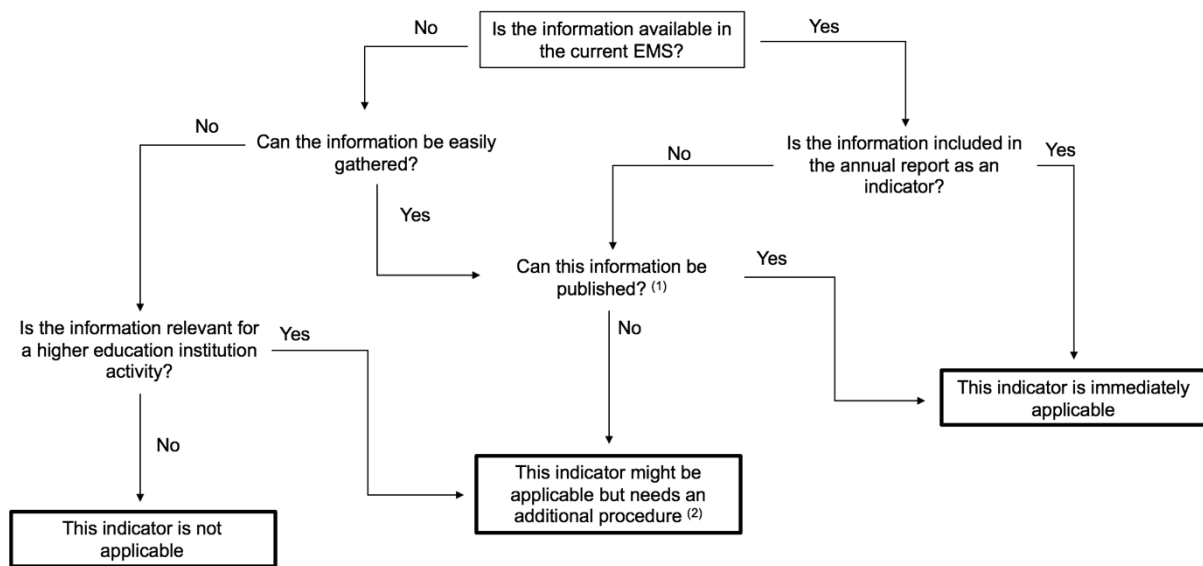 No
Is the information available in
the current EMS?
Yes
No
Can the information be easily
gathered?
No
Is the information included in
the annual report as an
indicator?
Yes
Yes
Can this information be
published? (1)
Yes
Is the information relevant for
a higher education institution
activity?
Yes
No
This indicator is immediately
applicable
No
This indicator might be
applicable but needs an
additional procedure (2)
This indicator is not
applicable